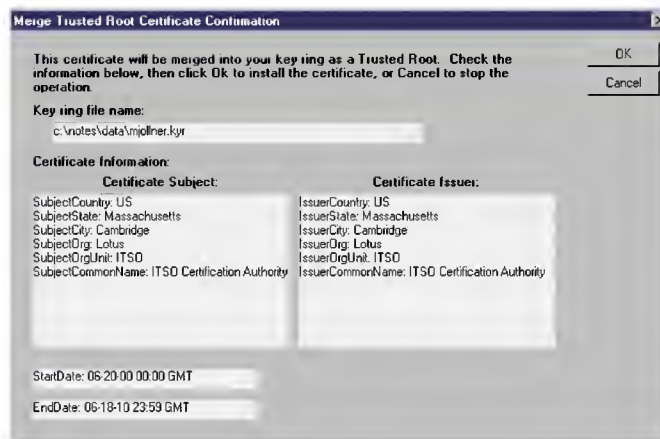 Merge Trusted Root Certificate Confirmation
This certificate will be merged into your key ring as a Trusted Root. Check the
information below, then click Ok to install the certificate, or Cancel to stop the
operation.
OK
Cancel
Key ring file name:
c:\notes\data\mjollner.kyr
Certificate Information:
Certificate Subject:
SubjectCountry: US
SubjectState: Massachusetts
SubjectCity: Cambridge
SubjectOrg: Lotus
SubjectOrgUnit: ITSO
SubjectCommonName: ITSO Certification Authority
Certificate Issuer:
IssuerCountry: US
IssuerState: Massachusetts
IssuerCity: Cambridge
IssuerOrg: Lotus
IssuerOrgUnit: ITSO
IssuerCommonName: ITSO Certification Authority
StartDate: 06-20-00 00:00 GMT
EndDate: 06-18-10 23:59 GMT